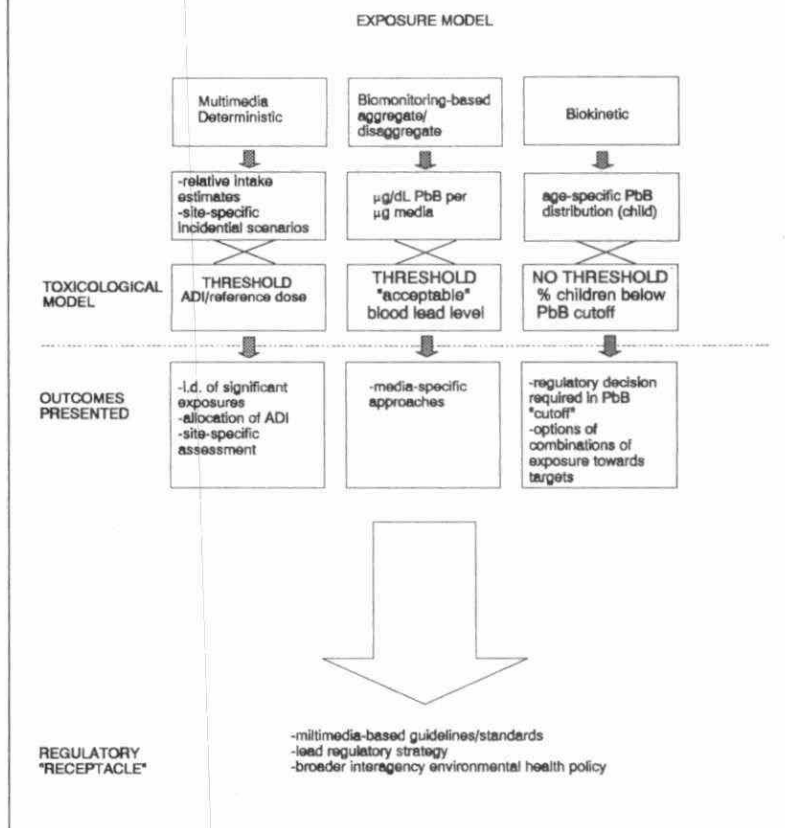 EXPOSURE MODEL
Multimedia
Deterministic
Biomonitoring-based
aggregate/
disaggregate
Biokinetic
-relative intake
estimates
-site-specific
incidential scenarios
µg/dL PbB per
µg media
age-specific PbB
distribution (child)
TOXICOLOGICAL
MODEL
THRESHOLD
ADI/reference dose
THRESHOLD
"acceptable"
blood lead level
NO THRESHOLD
% children below
PbB cutoff
OUTCOMES
PRESENTED
-i.d. of significant
exposures
-allocation of ADI
-site-specific
assessment
-media-specific
approaches
-regulatory decision
required in PbB
"cutoff"
-options of
combinations of
exposure towards
targets
REGULATORY
"RECEPTACLE"
-miltimedia-based guidelines/standards
-lead regulatory strategy
-broader interagency environmental health policy